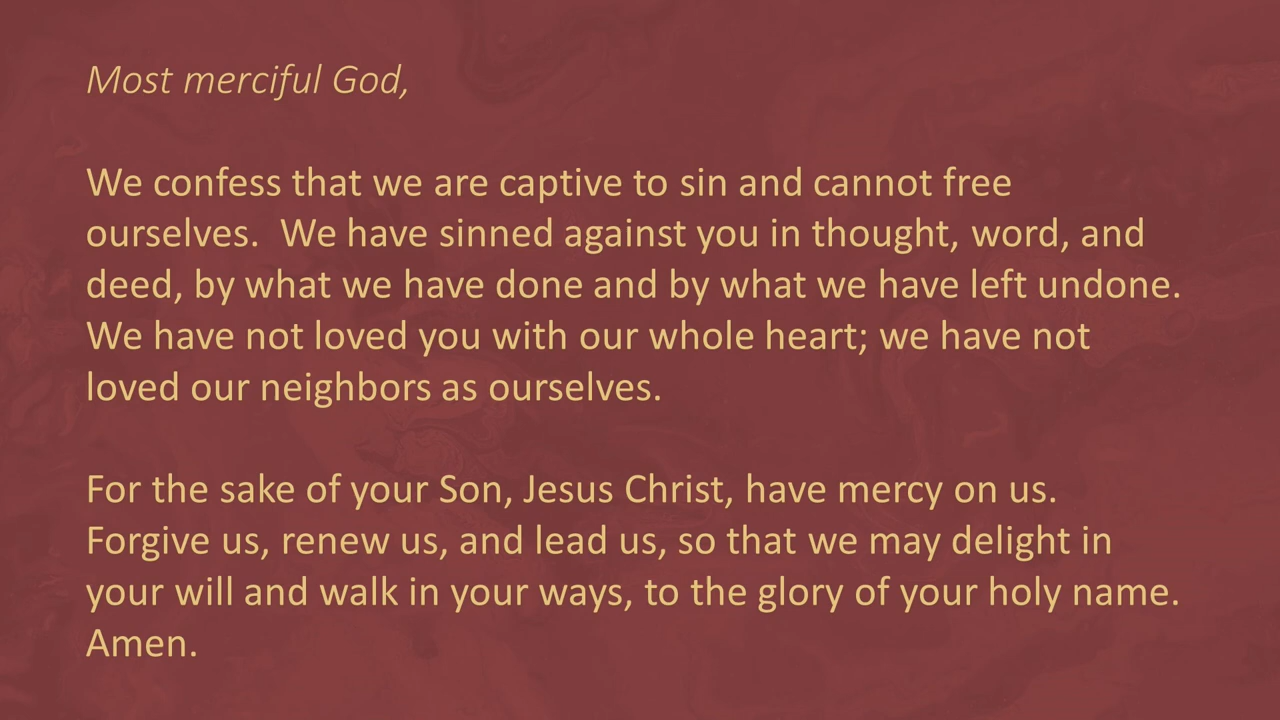 Most merciful God,
We confess that we are captive to sin and cannot free
ourselves.  We have sinned against you in thought, word, and
deed, by what we have done and by what we have left undone.
We have not loved you with our whole heart; we have not
loved our neighbors as ourselves.
For the sake of your Son, Jesus Christ, have mercy on us.
Forgive us, renew us, and lead us, so that we may delight in
your will and walk in your ways, to the glory of your holy name.
Amen.